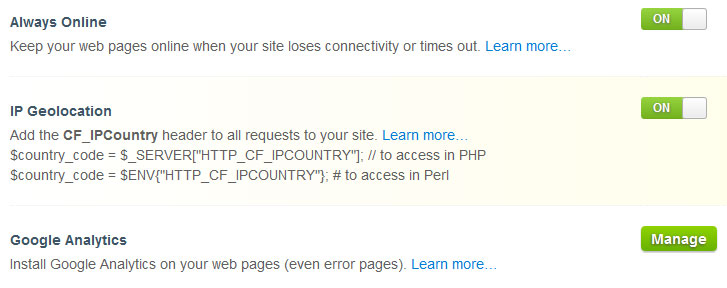 Always Online
ON
Keep your web pages online when your site loses connectivity or times out. Learn more…
IP Geolocation
ON
Add the CF_IPCountry header to all requests to your site. Learn more…
$country_code = $_SERVER["HTTP_CF_IPCOUNTRY"]; // to access in PHP
$country_code = $ENV{"HTTP_CF_IPCOUNTRY"}; # to access in Perl
Google Analytics
Manage
Install Google Analytics on your web pages (even error pages). Learn more…